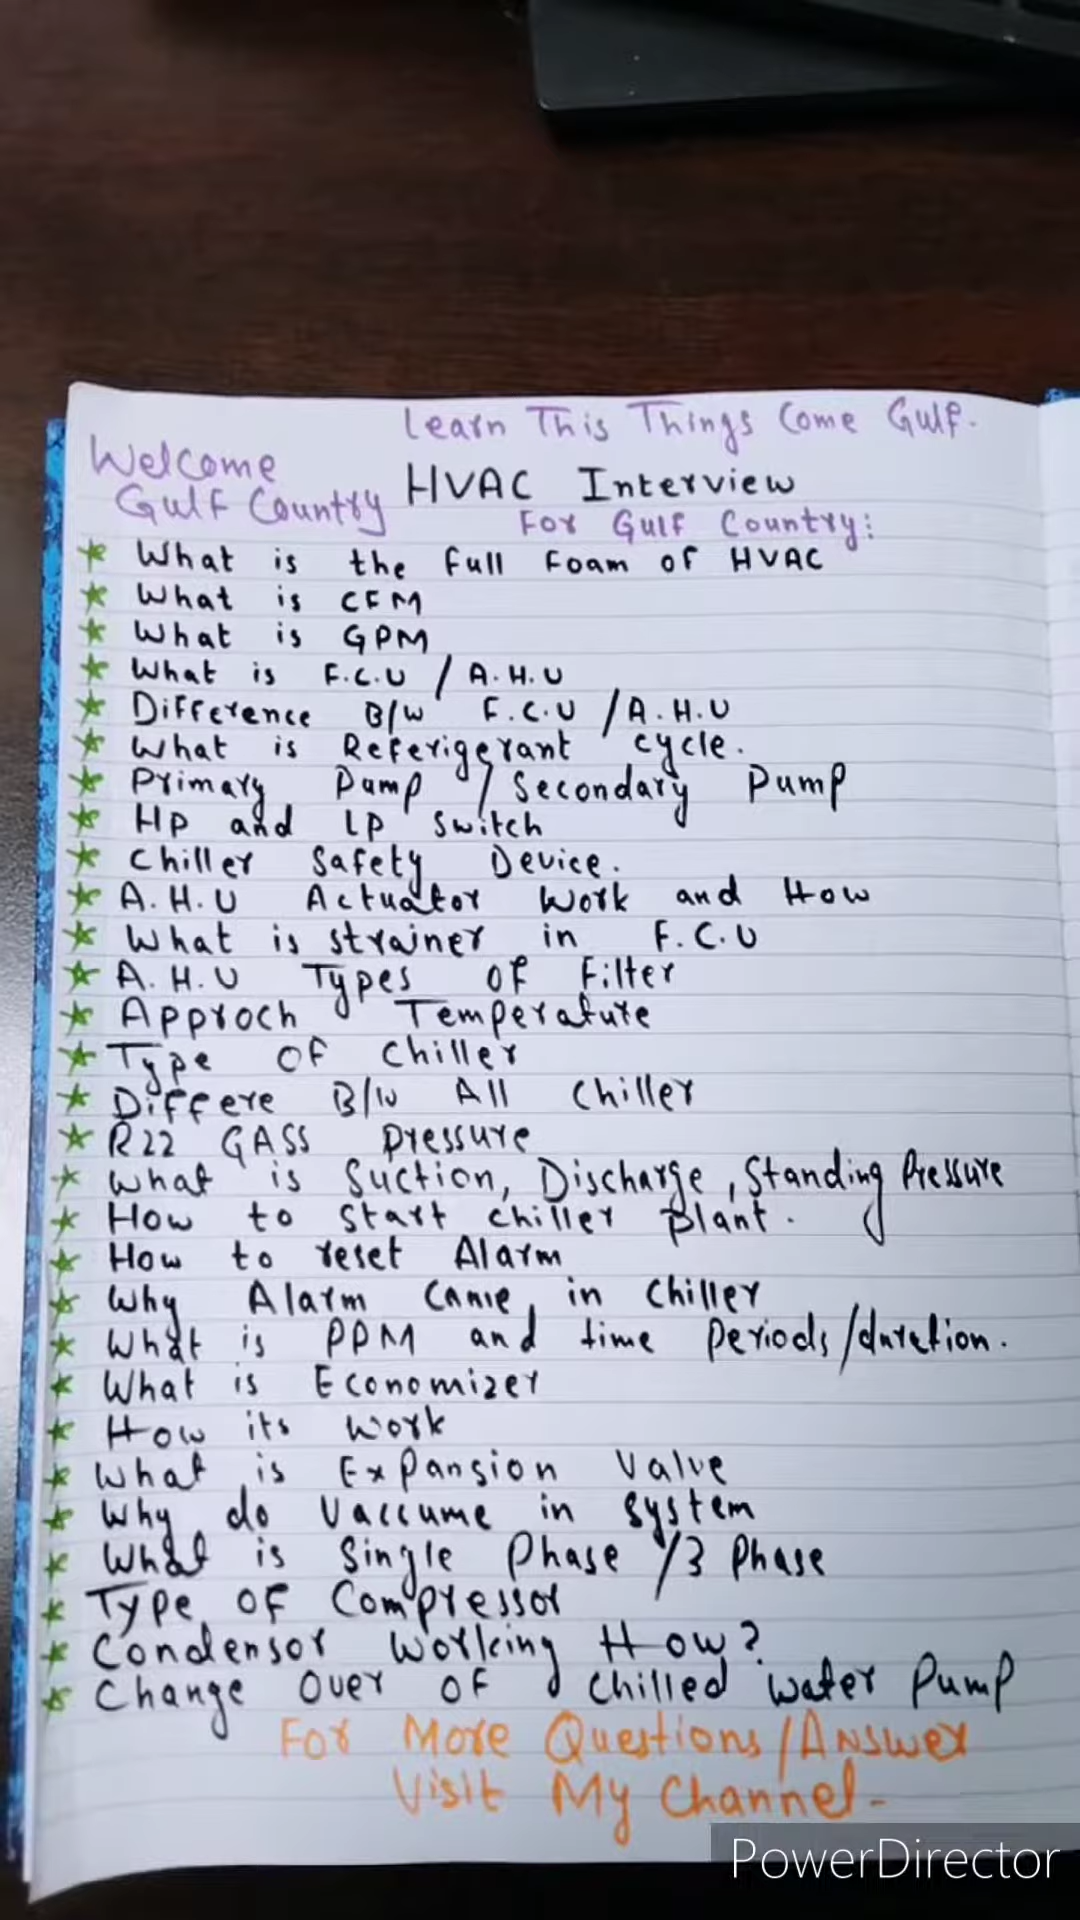 Learn This Things Come Gulf.
Welcome
Gulf Country
HVAC Interview
For Gulf Country:
What is the Full Foam of HVAC
What is CFM
What is GPM
What is F.C.U / A.H.U
Difference B/W F.C.U / A.H.U
What is Referigerant cycle.
Primary Pump / Secondary Pump
HP and LP Switch
Chiller Safety Device.
A.H.U Actuator Work and How
What is strainer in F.C.U
A.H.U Types of Filter
Approch Temperature
Type of Chiller
Differe B/W All Chiller
R22 GASS Pressure
What is Suction, Discharge, Standing Pressure
How to start chiller plant.
How to reset Alarm
Why Alarm Came, in Chiller
What is PPM and time Periods/duration.
What is Economizer
How its Work
What is Expansion Value
Why do Vaccume in system
What is Single Phase / 3 Phase
Type of Compressor
Condensor Working How?
Change Over of Chilled water Pump
For More Questions/Answer
Visit My Channel-
PowerDirector